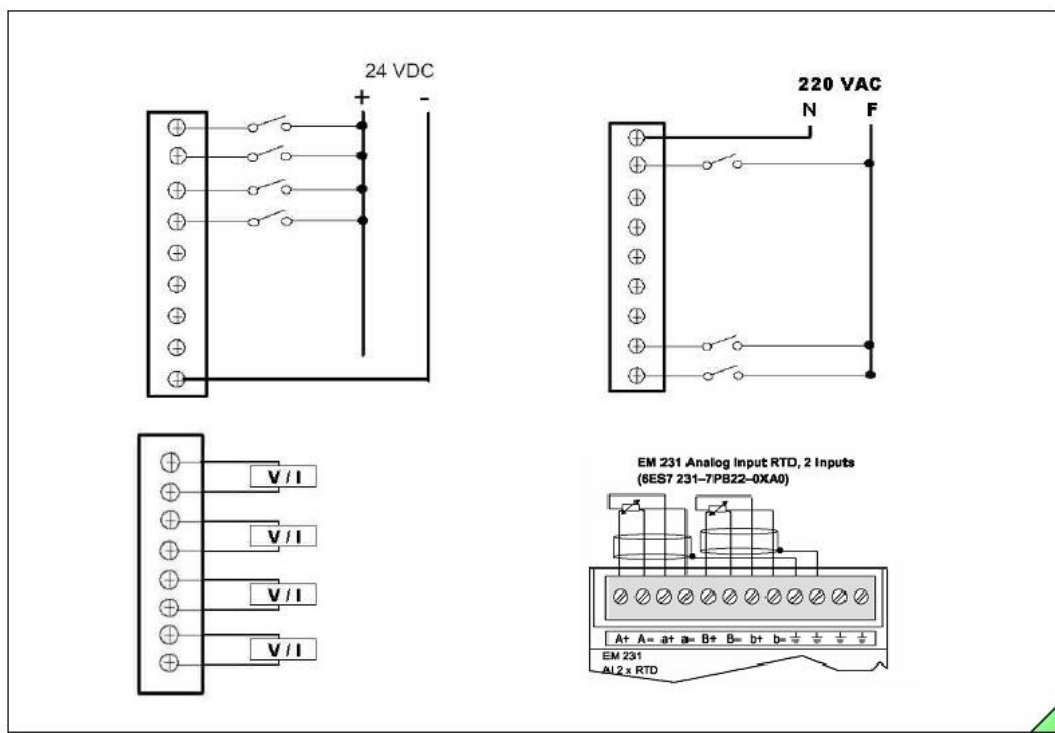 24 VDC
+ -
220 VAC
N F
V / I
V / I
V / I
V / I
EM 231 Analog Input RTD, 2 Inputs
(6ES7 231–7PB22–0XA0)
A+ A= a+ a= B+ B= b+ b=
EM 231
AI 2 x RTD